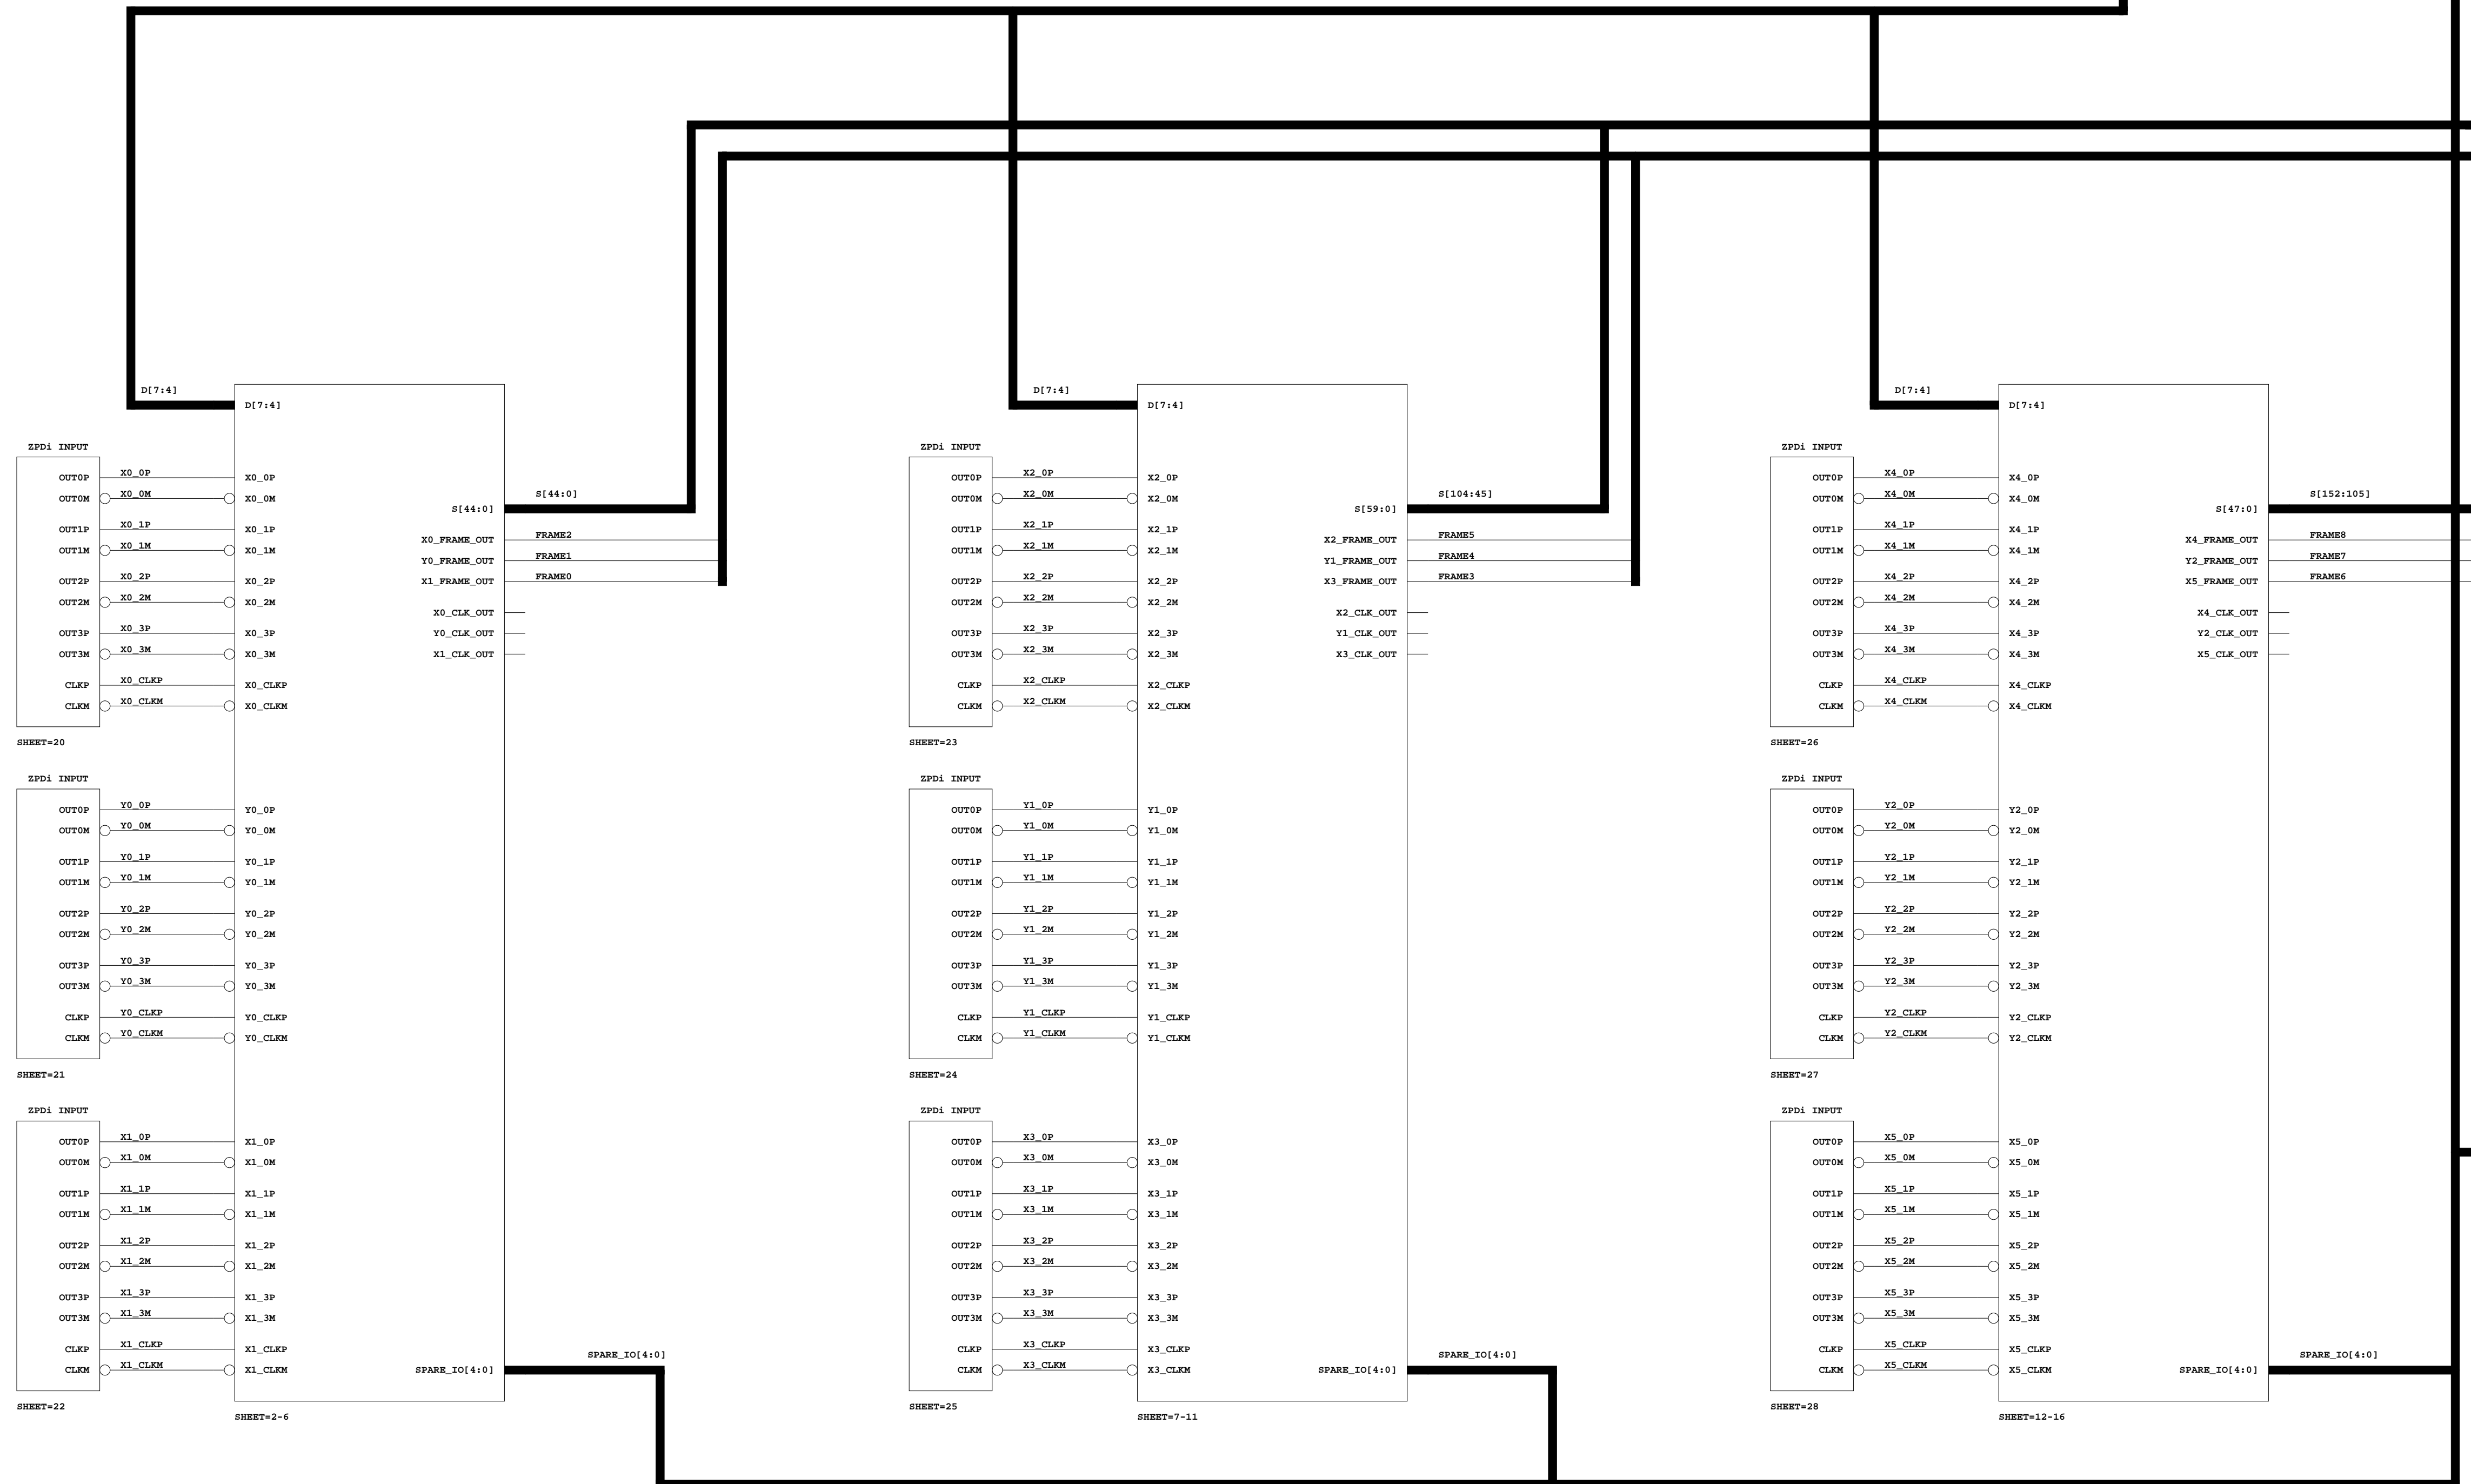 D[7:4]
D[7:4]
ZPDi INPUT
OUT0P X0_0P X0_0P
OUT0M X0_0M X0_0M
OUT1P X0_1P X0_1P
OUT1M X0_1M X0_1M
OUT2P X0_2P X0_2P
OUT2M X0_2M X0_2M
OUT3P X0_3P X0_3P
OUT3M X0_3M X0_3M
CLKP X0_CLKP X0_CLKP
CLKM X0_CLKM X0_CLKM
SHEET=20
ZPDi INPUT
OUT0P Y0_0P Y0_0P
OUT0M Y0_0M Y0_0M
OUT1P Y0_1P Y0_1P
OUT1M Y0_1M Y0_1M
OUT2P Y0_2P Y0_2P
OUT2M Y0_2M Y0_2M
OUT3P Y0_3P Y0_3P
OUT3M Y0_3M Y0_3M
CLKP Y0_CLKP Y0_CLKP
CLKM Y0_CLKM Y0_CLKM
SHEET=21
ZPDi INPUT
OUT0P X1_0P X1_0P
OUT0M X1_0M X1_0M
OUT1P X1_1P X1_1P
OUT1M X1_1M X1_1M
OUT2P X1_2P X1_2P
OUT2M X1_2M X1_2M
OUT3P X1_3P X1_3P
OUT3M X1_3M X1_3M
CLKP X1_CLKP X1_CLKP
CLKM X1_CLKM X1_CLKM
SHEET=22
S[44:0]
S[44:0]
X0_FRAME_OUT FRAME2
Y0_FRAME_OUT FRAME1
X1_FRAME_OUT FRAME0
X0_CLK_OUT
Y0_CLK_OUT
X1_CLK_OUT
SPARE_IO[4:0]
SPARE_IO[4:0]
SHEET=2-6
D[7:4]
D[7:4]
ZPDi INPUT
OUT0P X2_0P X2_0P
OUT0M X2_0M X2_0M
OUT1P X2_1P X2_1P
OUT1M X2_1M X2_1M
OUT2P X2_2P X2_2P
OUT2M X2_2M X2_2M
OUT3P X2_3P X2_3P
OUT3M X2_3M X2_3M
CLKP X2_CLKP X2_CLKP
CLKM X2_CLKM X2_CLKM
SHEET=23
ZPDi INPUT
OUT0P Y1_0P Y1_0P
OUT0M Y1_0M Y1_0M
OUT1P Y1_1P Y1_1P
OUT1M Y1_1M Y1_1M
OUT2P Y1_2P Y1_2P
OUT2M Y1_2M Y1_2M
OUT3P Y1_3P Y1_3P
OUT3M Y1_3M Y1_3M
CLKP Y1_CLKP Y1_CLKP
CLKM Y1_CLKM Y1_CLKM
SHEET=24
ZPDi INPUT
OUT0P X3_0P X3_0P
OUT0M X3_0M X3_0M
OUT1P X3_1P X3_1P
OUT1M X3_1M X3_1M
OUT2P X3_2P X3_2P
OUT2M X3_2M X3_2M
OUT3P X3_3P X3_3P
OUT3M X3_3M X3_3M
CLKP X3_CLKP X3_CLKP
CLKM X3_CLKM X3_CLKM
SHEET=25
S[104:45]
S[59:0]
X2_FRAME_OUT FRAME5
Y1_FRAME_OUT FRAME4
X3_FRAME_OUT FRAME3
X2_CLK_OUT
Y1_CLK_OUT
X3_CLK_OUT
SPARE_IO[4:0]
SPARE_IO[4:0]
SHEET=7-11
D[7:4]
D[7:4]
ZPDi INPUT
OUT0P X4_0P X4_0P
OUT0M X4_0M X4_0M
OUT1P X4_1P X4_1P
OUT1M X4_1M X4_1M
OUT2P X4_2P X4_2P
OUT2M X4_2M X4_2M
OUT3P X4_3P X4_3P
OUT3M X4_3M X4_3M
CLKP X4_CLKP X4_CLKP
CLKM X4_CLKM X4_CLKM
SHEET=26
ZPDi INPUT
OUT0P Y2_0P Y2_0P
OUT0M Y2_0M Y2_0M
OUT1P Y2_1P Y2_1P
OUT1M Y2_1M Y2_1M
OUT2P Y2_2P Y2_2P
OUT2M Y2_2M Y2_2M
OUT3P Y2_3P Y2_3P
OUT3M Y2_3M Y2_3M
CLKP Y2_CLKP Y2_CLKP
CLKM Y2_CLKM Y2_CLKM
SHEET=27
ZPDi INPUT
OUT0P X5_0P X5_0P
OUT0M X5_0M X5_0M
OUT1P X5_1P X5_1P
OUT1M X5_1M X5_1M
OUT2P X5_2P X5_2P
OUT2M X5_2M X5_2M
OUT3P X5_3P X5_3P
OUT3M X5_3M X5_3M
CLKP X5_CLKP X5_CLKP
CLKM X5_CLKM X5_CLKM
SHEET=28
S[152:105]
S[47:0]
X4_FRAME_OUT FRAME8
Y2_FRAME_OUT FRAME7
X5_FRAME_OUT FRAME6
X4_CLK_OUT
Y2_CLK_OUT
X5_CLK_OUT
SPARE_IO[4:0]
SPARE_IO[4:0]
SHEET=12-16